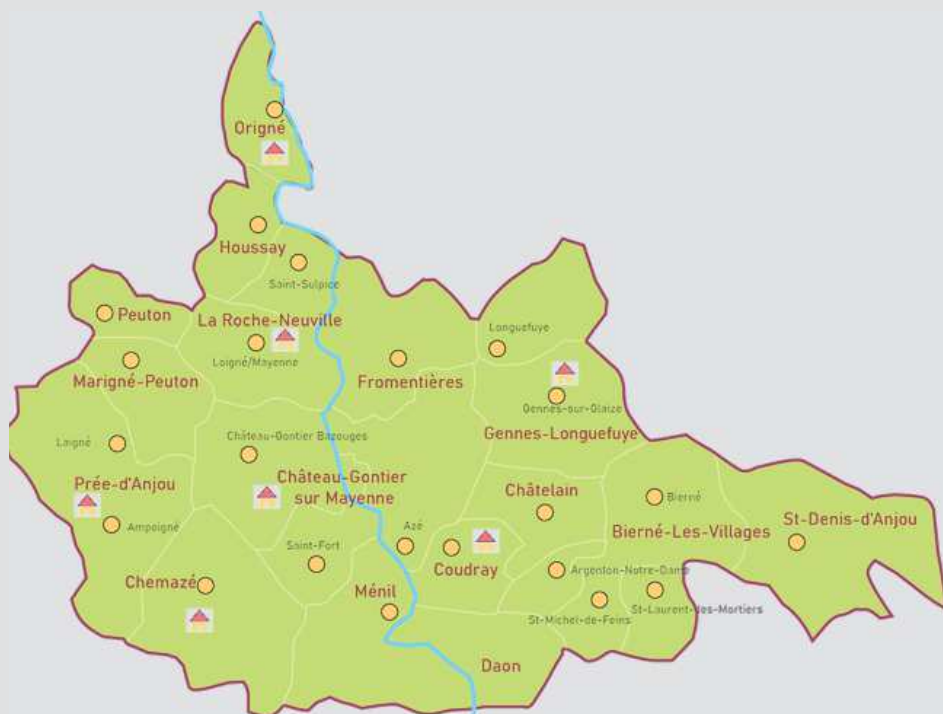 Origné
Houssay
Saint-Sulpice
Peuton
La Roche-Neuville
Longuefuye
Loigné/Mayenne
Marigné-Peuton
Fromentières
Gennes-sur-Glaize
Gennes-Longuefuye
Château-Gontier Bazouges
Laigné
Prée-d'Anjou
Château-Gontier
sur Mayenne
Châtelain
Bierné
Ampoigné
Azé
Bierné-Les-Villages
St-Denis-d'Anjou
Saint-Fort
Coudray
Argenton-Notre-Dame
Chemazé
Ménil
St-Laurent-des-Mortiers
St-Michel-de-Feins
Daon